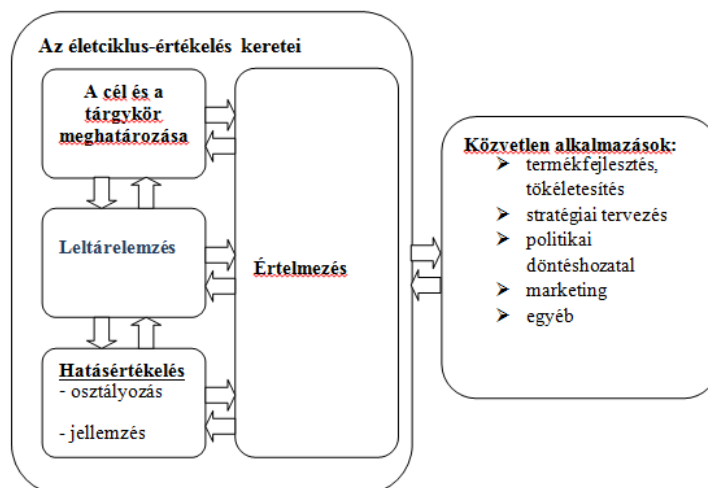 Az életciklus-értékelés keretei
A cél és a
tárgykör
meghatározása
Leltárelemzés
Hatásértékelés
- osztályozás
- jellemzés
Értelmezés
Közvetlen alkalmazások:
➢ termékfejlesztés,
tökéletesítés
➢ stratégiai tervezés
➢ politikai
döntéshozatal
➢ marketing
➢ egyéb